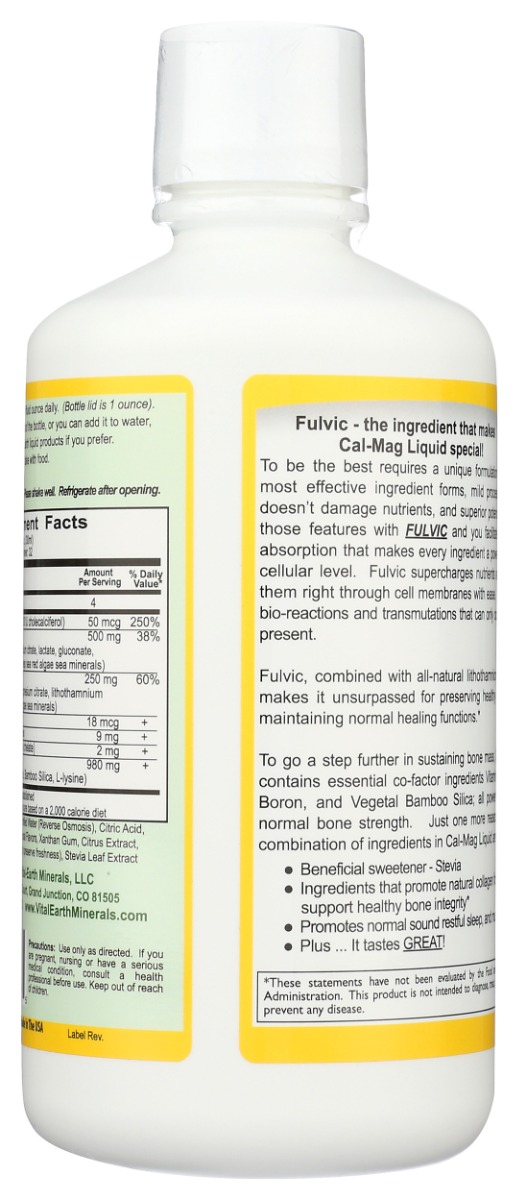 ounce daily. (Bottle lid is 1 ounce).
the bottle, or you can add it to water,
liquid products if you prefer.
with food.
shake well. Refrigerate after opening.
Facts
Amount
Per Serving
% Daily
Value*
4
cholecalciferol) 50 mcg 250%
500 mg 38%
citrate, lactate, gluconate,
red algae sea minerals)
250 mg 60%
citrate, lithothamnium
minerals)
18 mcg +
9 mg +
2 mg +
980 mg +
Bamboo Silica, L-lysine)
based on a 2,000 calorie diet
Water (Reverse Osmosis), Citric Acid,
Flavors, Xanthan Gum, Citrus Extract,
freshness), Stevia Leaf Extract
Earth Minerals, LLC
Grand Junction, CO 81505
www.VitalEarthMinerals.com
Precautions: Use only as directed. If you
are pregnant, nursing or have a serious
medical condition, consult a health
professional before use. Keep out of reach
of children.
in The USA
Label Rev.
Fulvic - the ingredient that makes
Cal-Mag Liquid special!
To be the best requires a unique
most effective ingredient forms, mild
doesn't damage nutrients, and superior
those features with FULVIC and you
absorption that makes every ingredient a
cellular level. Fulvic supercharges nutrients
them right through cell membranes with ease.
bio-reactions and transmutations that can only
present.
Fulvic, combined with all-natural
makes it unsurpassed for preserving healthy
maintaining normal healing functions.*
To go a step further in sustaining bone mass,
contains essential co-factor ingredients
Boron, and Vegetal Bamboo Silica; all
normal bone strength. Just one more
combination of ingredients in Cal-Mag Liquid
● Beneficial sweetener - Stevia
● Ingredients that promote natural collagen
support healthy bone integrity*
● Promotes normal sound restful sleep, and
● Plus ... It tastes GREAT!
*These statements have not been evaluated by the Food
Administration. This product is not intended to diagnose,
prevent any disease.